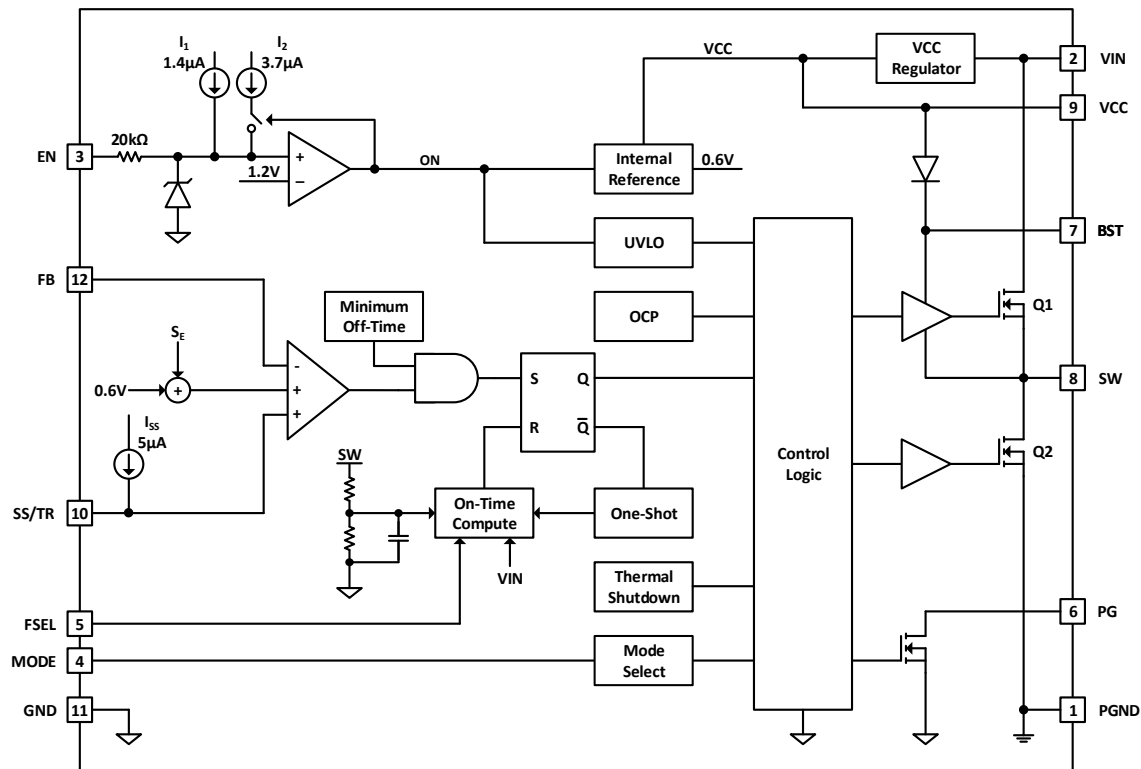 I1
1.4µA
I2
3.7µA
VCC
VCC
Regulator
2
VIN
9
VCC
EN
3
20kΩ
+
1.2V
−
ON
Internal
Reference
0.6V
UVLO
7
BST
FB
12
Minimum
Off-Time
OCP
Q1
SE
0.6V
+
-
+
+
S
Q
R
Q̅
8
SW
ISS
5µA
Control
Logic
Q2
SW
SS/TR
10
On-Time
Compute
One-Shot
VIN
Thermal
Shutdown
FSEL
5
6
PG
MODE
4
Mode
Select
GND
11
1
PGND